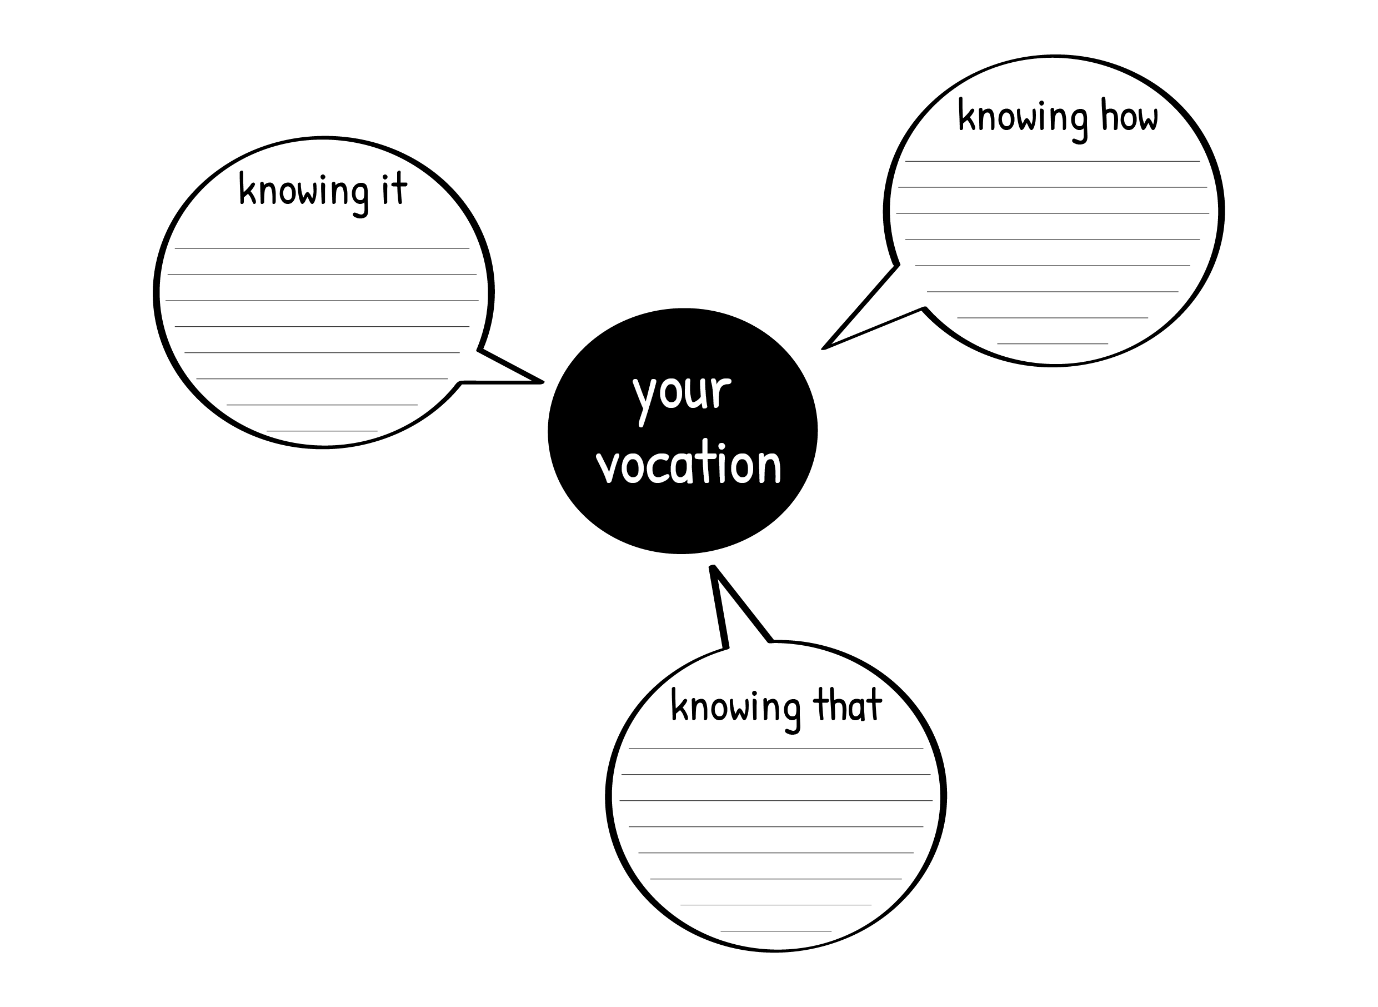 knowing how
knowing it
your
vocation
knowing that